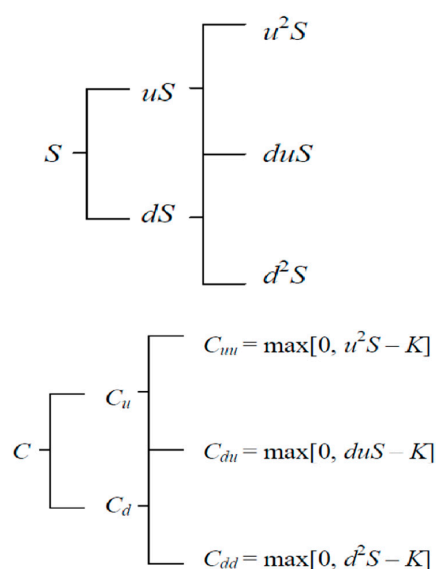 u²S
uS
S
duS
dS
d²S
C_uu = max[0, u²S – K]
C_u
C
C_du = max[0, duS – K]
C_d
C_dd = max[0, d²S – K]